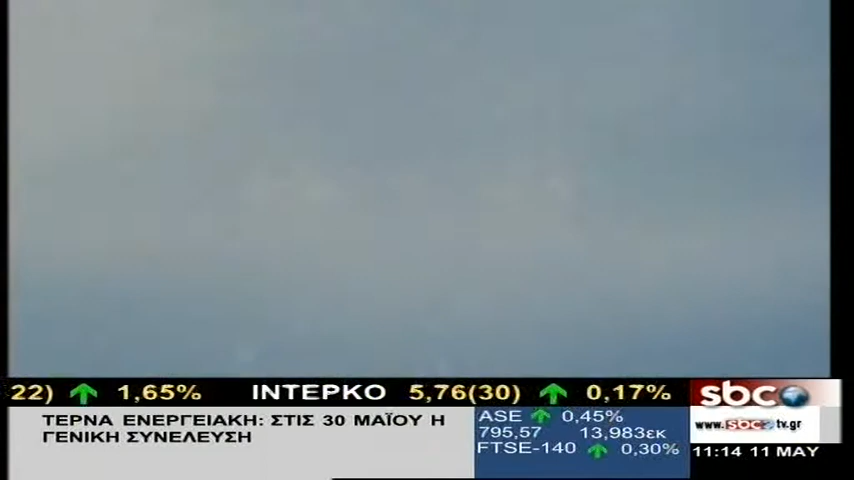 22) 1,65% INTEPKO 5,76(30) 0,17%
sbc
ΤΕΡΝΑ ΕΝΕΡΓΕΙΑΚΗ: ΣΤΙΣ 30 ΜΑΪΟΥ Η
ΓΕΝΙΚΗ ΣΥΝΕΛΕΥΣΗ
ASE 0,45%
795,57 13,983εκ
FTSE-140 0,30%
www.sbctv.gr
11:14 11 MAY